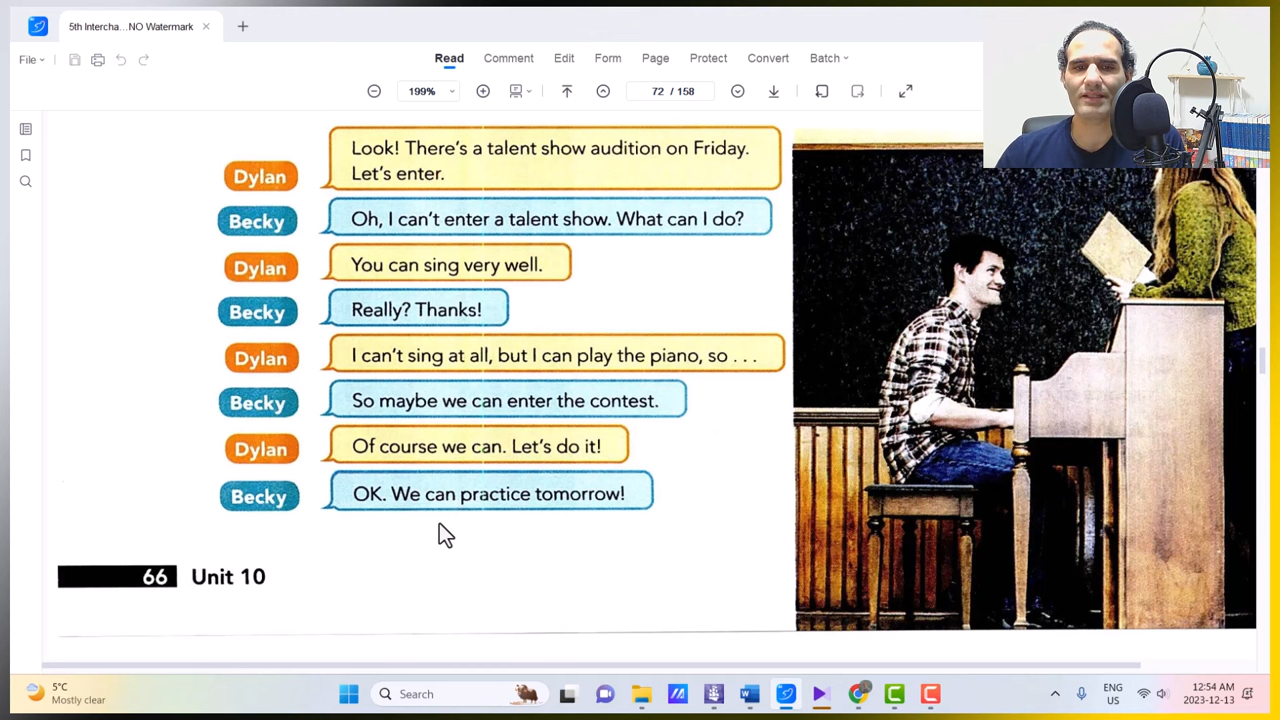 5th Intercha...NO Watermark
File
Read
Comment
Edit
Form
Page
Protect
Convert
Batch
199%
72 / 158
Look! There's a talent show audition on Friday.
Let's enter.
Dylan
Becky
Oh, I can't enter a talent show. What can I do?
Dylan
You can sing very well.
Becky
Really? Thanks!
Dylan
I can't sing at all, but I can play the piano, so . . .
Becky
So maybe we can enter the contest.
Dylan
Of course we can. Let's do it!
Becky
OK. We can practice tomorrow!
66 Unit 10
5°C
Mostly clear
Search
ENG
US
12:54 AM
2023-12-13